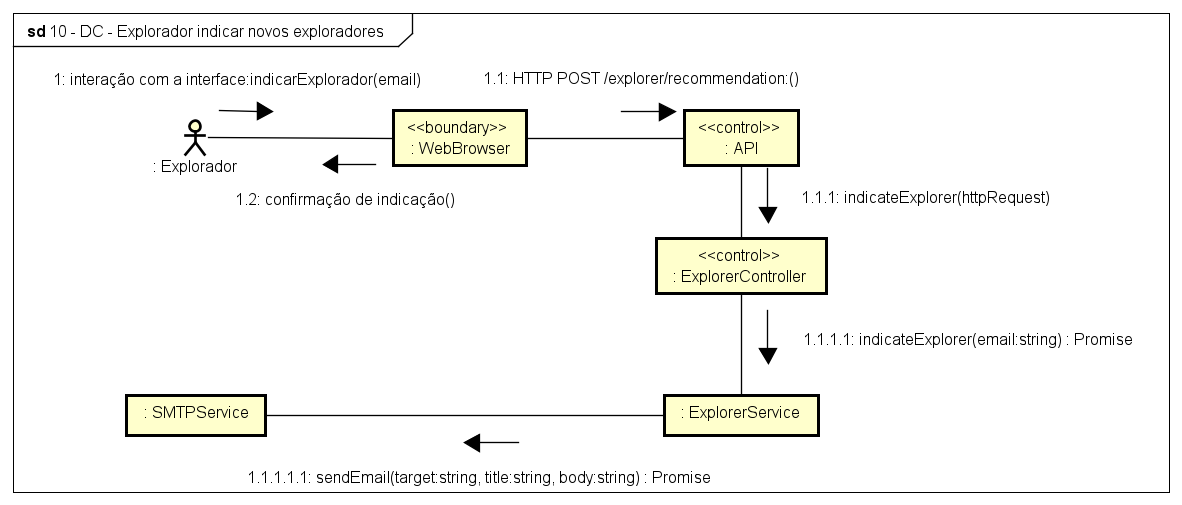 sd 10 - DC - Explorador indicar novos exploradores
1: interação com a interface:indicarExplorador(email)
1.1: HTTP POST /explorer/recommendation:()
<<boundary>>
: WebBrowser
<<control>>
: API
: Explorador
1.2: confirmação de indicação()
1.1.1: indicateExplorer(httpRequest)
<<control>>
: ExplorerController
1.1.1.1: indicateExplorer(email:string) : Promise
: SMTPService
: ExplorerService
1.1.1.1.1: sendEmail(target:string, title:string, body:string) : Promise